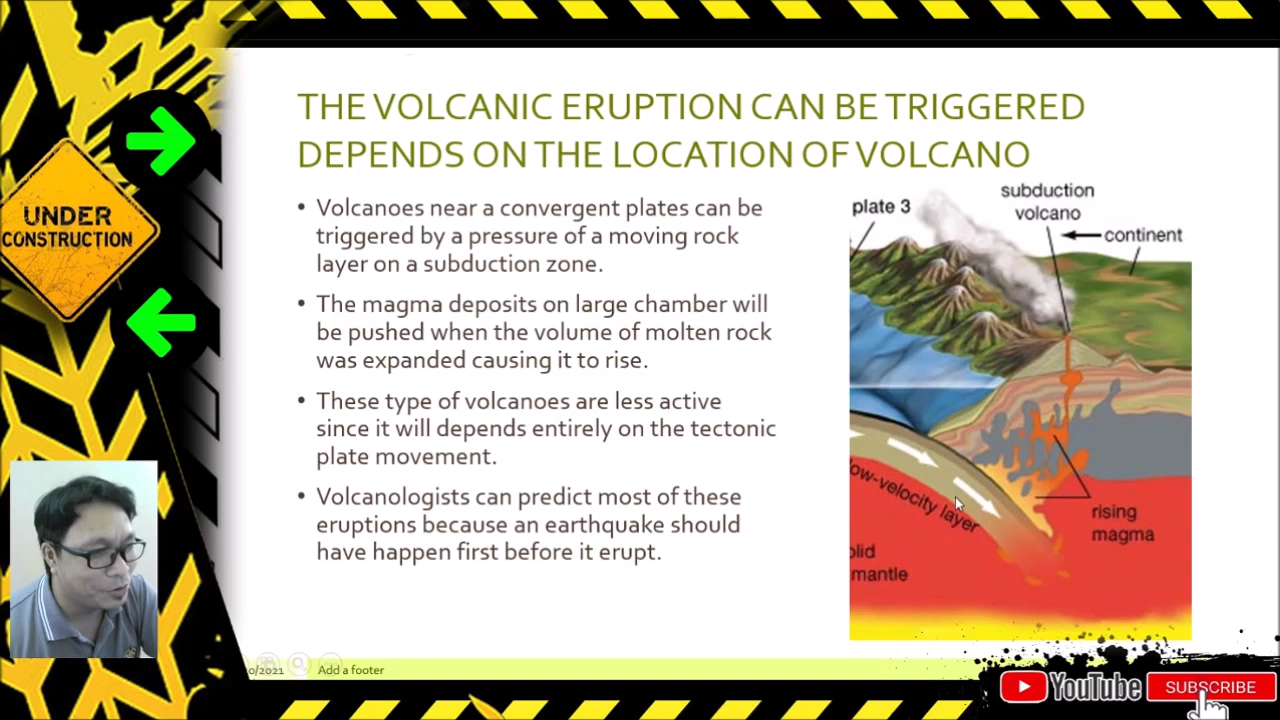 THE VOLCANIC ERUPTION CAN BE TRIGGERED
DEPENDS ON THE LOCATION OF VOLCANO
• Volcanoes near a convergent plates can be
triggered by a pressure of a moving rock
layer on a subduction zone.
• The magma deposits on large chamber will
be pushed when the volume of molten rock
was expanded causing it to rise.
• These type of volcanoes are less active
since it will depends entirely on the tectonic
plate movement.
• Volcanologists can predict most of these
eruptions because an earthquake should
have happen first before it erupt.
plate 3
subduction
volcano
continent
low-velocity layer
rising
magma
mantle
UNDER
CONSTRUCTION
0/2021
Add a footer
YouTube
SUBSCRIBE